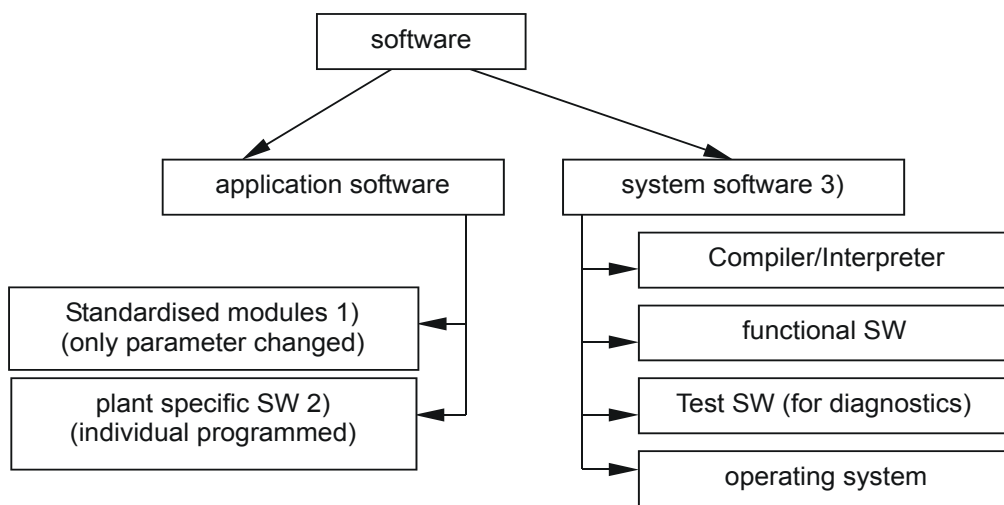 software
application software
system software 3)
Standardised modules 1)
(only parameter changed)
plant specific SW 2)
(individual programmed)
Compiler/Interpreter
functional SW
Test SW (for diagnostics)
operating system